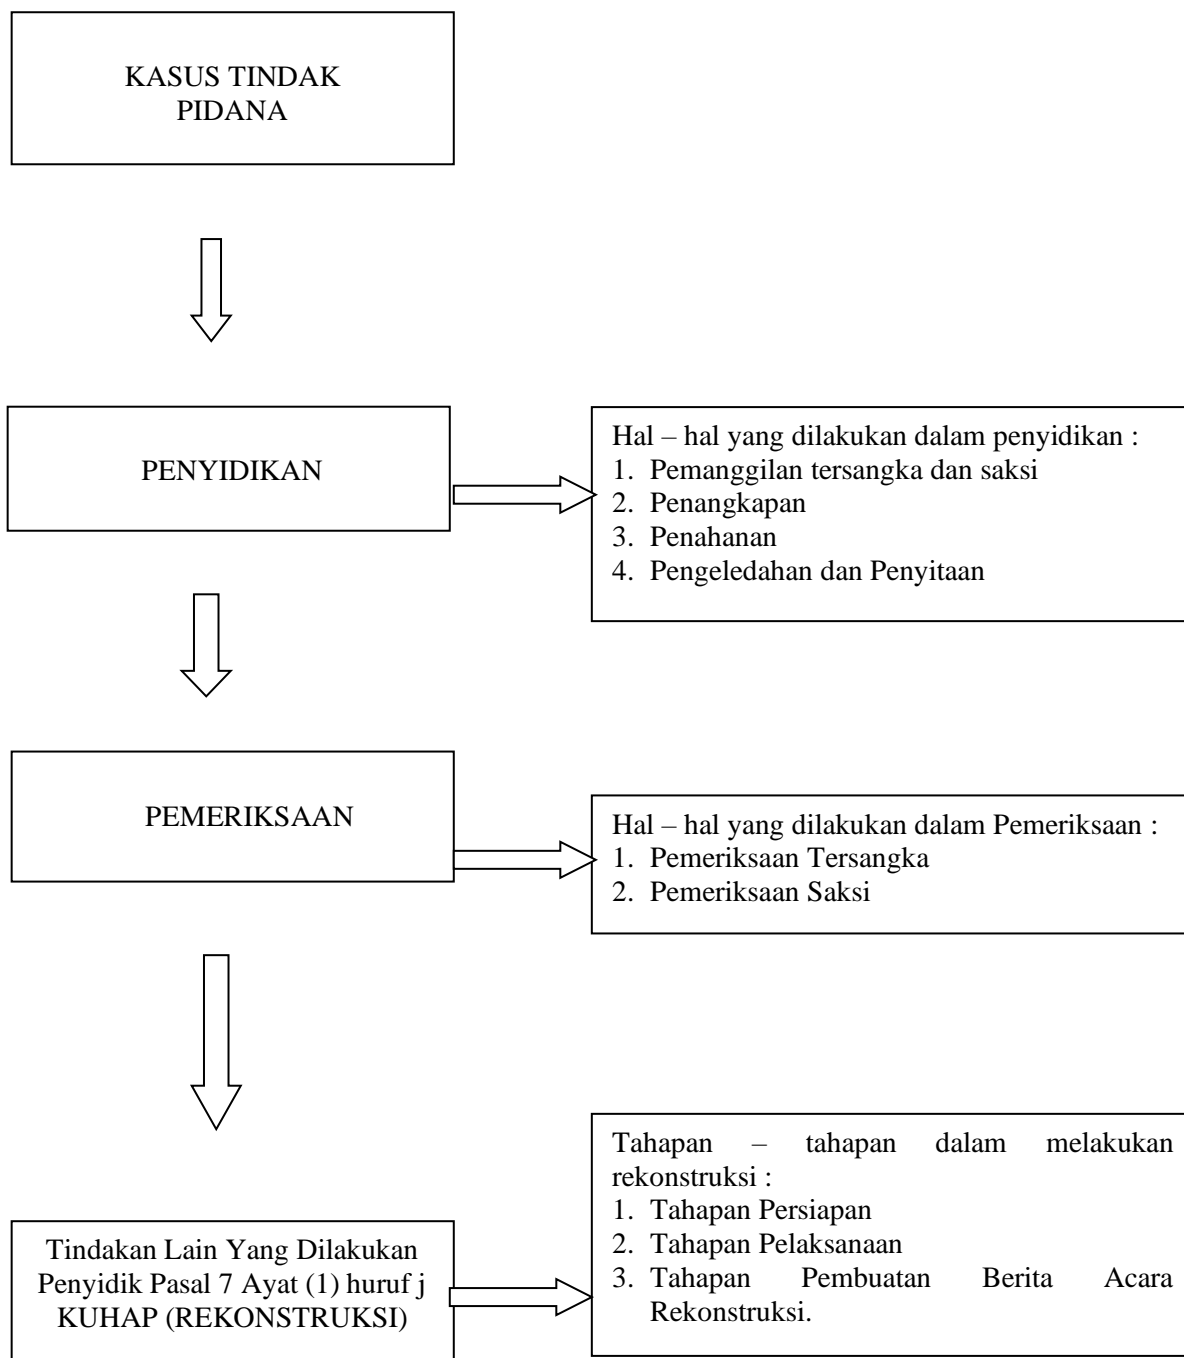 KASUS TINDAK
PIDANA
PENYIDIKAN
Hal – hal yang dilakukan dalam penyidikan :
1. Pemanggilan tersangka dan saksi
2. Penangkapan
3. Penahanan
4. Pengeledahan dan Penyitaan
PEMERIKSAAN
Hal – hal yang dilakukan dalam Pemeriksaan :
1. Pemeriksaan Tersangka
2. Pemeriksaan Saksi
Tindakan Lain Yang Dilakukan
Penyidik Pasal 7 Ayat (1) huruf j
KUHAP (REKONSTRUKSI)
Tahapan – tahapan dalam melakukan
rekonstruksi :
1. Tahapan Persiapan
2. Tahapan Pelaksanaan
3. Tahapan Pembuatan Berita Acara
Rekonstruksi.